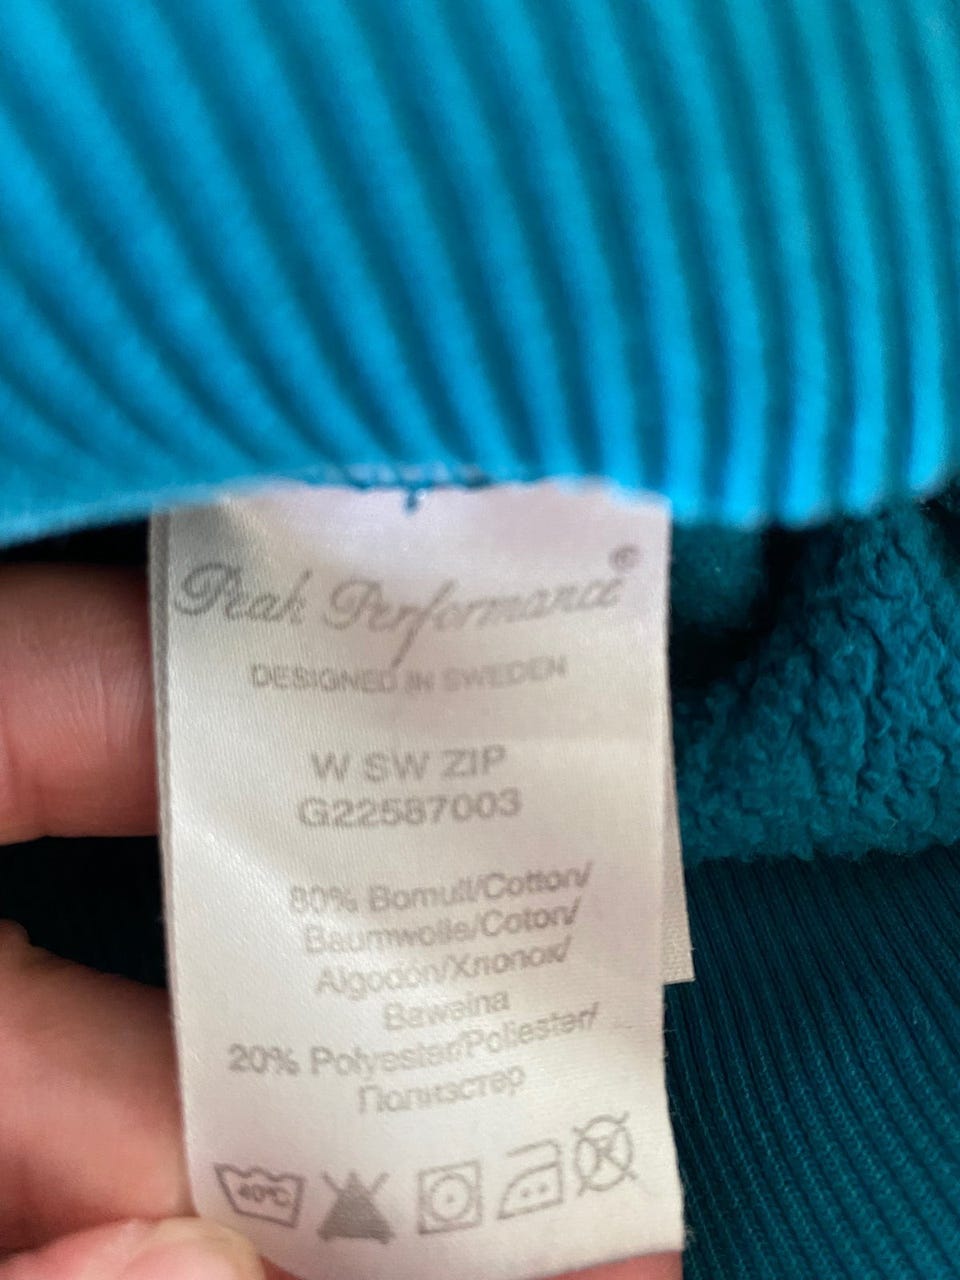 Peak Performance®
DESIGNED IN SWEDEN
W SW ZIP
G22587003
80% Bomull/Cotton/
Baumwolle/Coton/
Algodón/Хлопок/
Bawełna
20% Polyester/Poliester/
Полиэстер
40°C